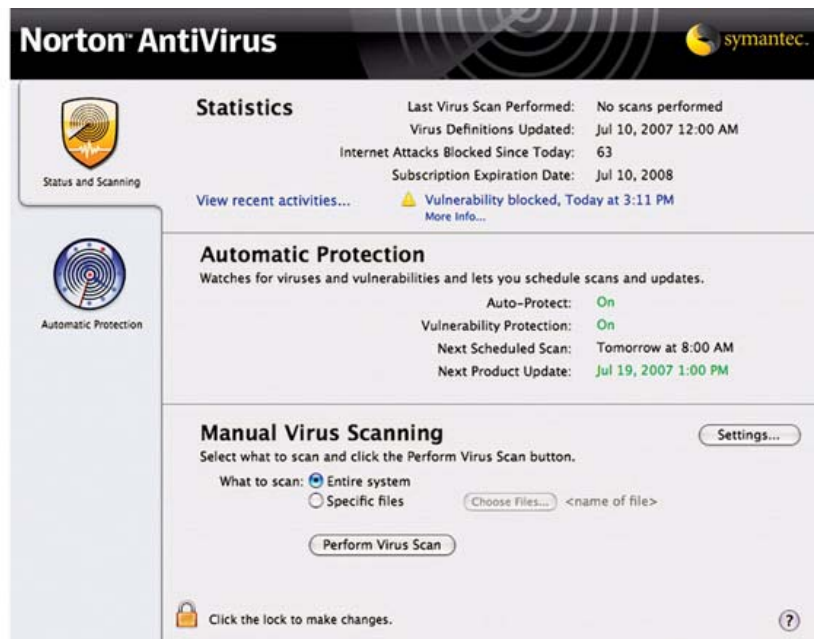 Norton™ AntiVirus
symantec.
Status and Scanning
Automatic Protection
Statistics
Last Virus Scan Performed: No scans performed
Virus Definitions Updated: Jul 10, 2007 12:00 AM
Internet Attacks Blocked Since Today: 63
Subscription Expiration Date: Jul 10, 2008
View recent activities... Vulnerability blocked, Today at 3:11 PM
More Info...
Automatic Protection
Watches for viruses and vulnerabilities and lets you schedule scans and updates.
Auto-Protect: On
Vulnerability Protection: On
Next Scheduled Scan: Tomorrow at 8:00 AM
Next Product Update: Jul 19, 2007 1:00 PM
Manual Virus Scanning
Settings...
Select what to scan and click the Perform Virus Scan button.
What to scan: Entire system
Specific files Choose Files... <name of file>
Perform Virus Scan
Click the lock to make changes.
?